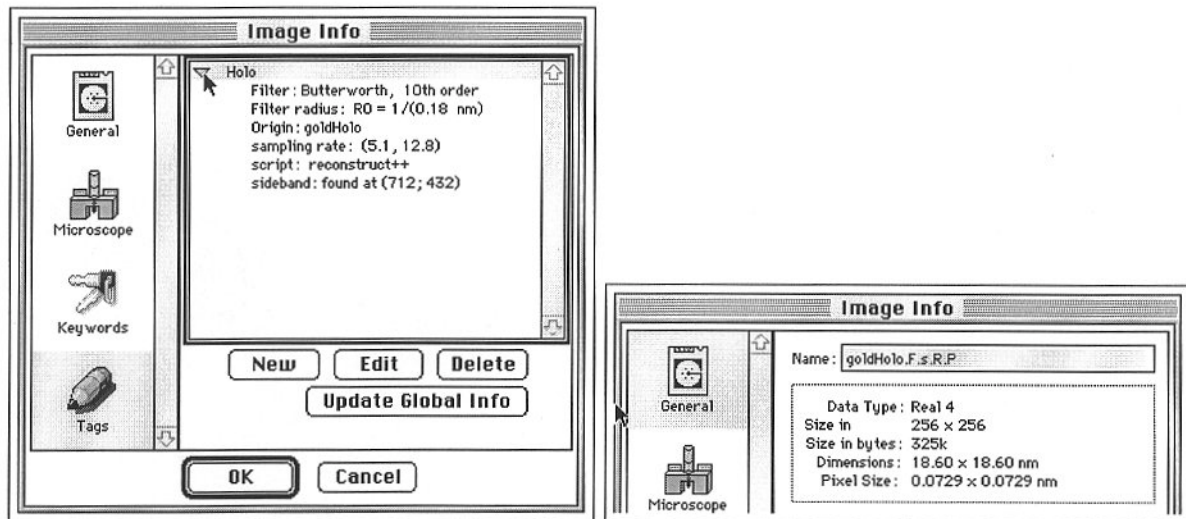 Image Info
General
Microscope
Keywords
Tags
Holo
Filter: Butterworth, 10th order
Filter radius: R0 = 1/(0.18 nm)
Origin: goldHolo
sampling rate: (5.1, 12.8)
script: reconstruct++
sideband: found at (712; 432)
New Edit Delete
Update Global Info
OK Cancel
Image Info
General
Microscope
Name: goldHolo.F.s.R.P
Data Type: Real 4
Size in 256 x 256
Size in bytes: 325k
Dimensions: 18.60 x 18.60 nm
Pixel Size: 0.0729 x 0.0729 nm